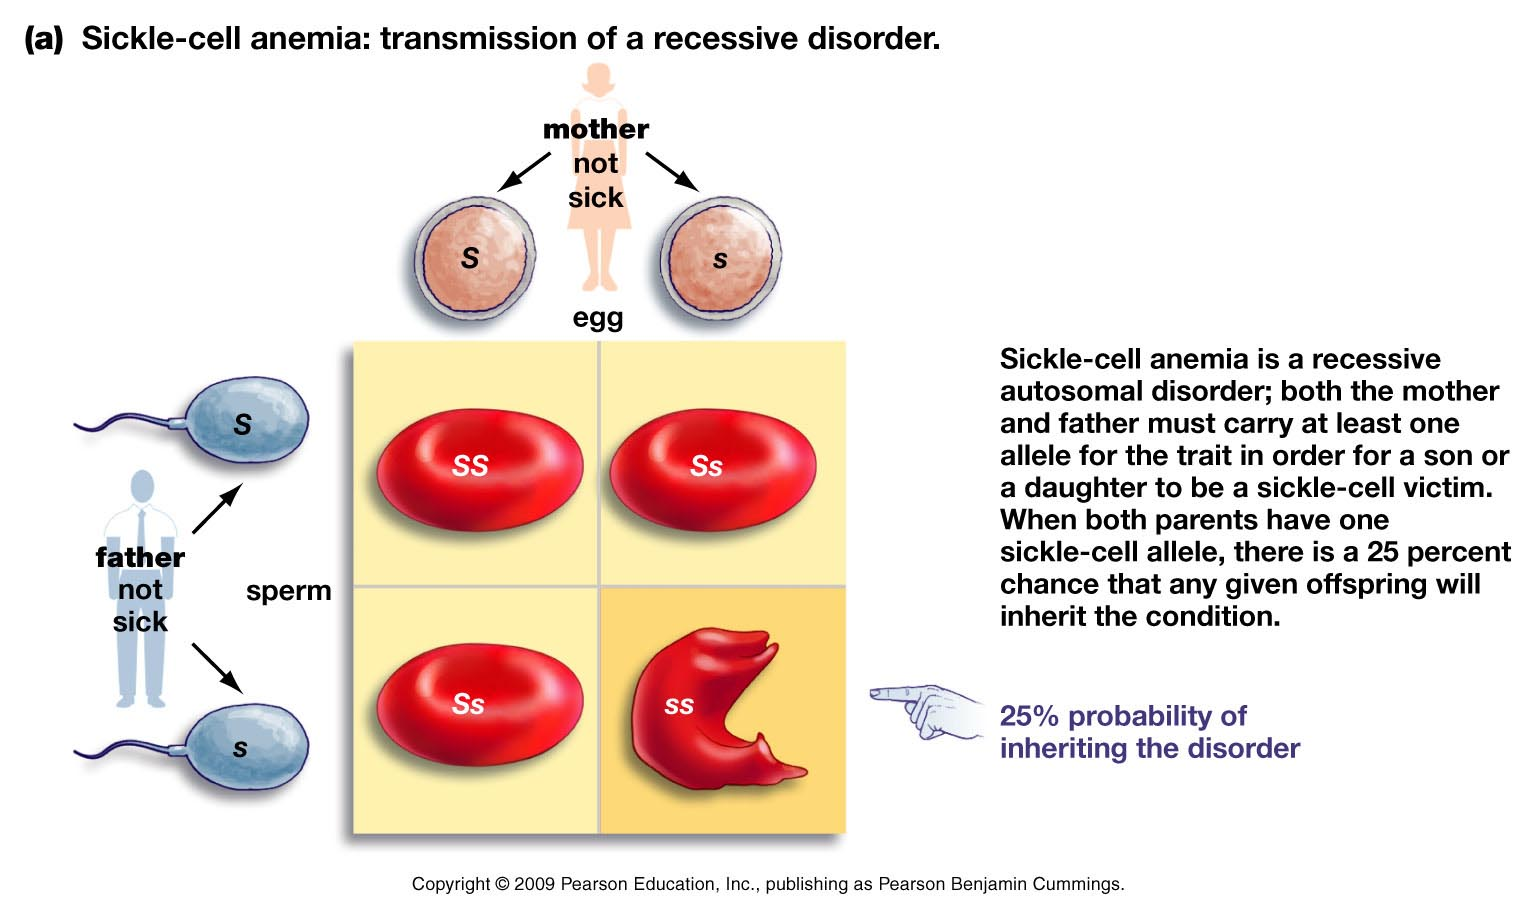 (a) Sickle-cell anemia: transmission of a recessive disorder.
mother
not
sick
S
s
egg
S
SS
Ss
father
not
sick
sperm
s
Ss
ss
Sickle-cell anemia is a recessive
autosomal disorder; both the mother
and father must carry at least one
allele for the trait in order for a son or
a daughter to be a sickle-cell victim.
When both parents have one
sickle-cell allele, there is a 25 percent
chance that any given offspring will
inherit the condition.
25% probability of
inheriting the disorder
Copyright © 2009 Pearson Education, Inc., publishing as Pearson Benjamin Cummings.